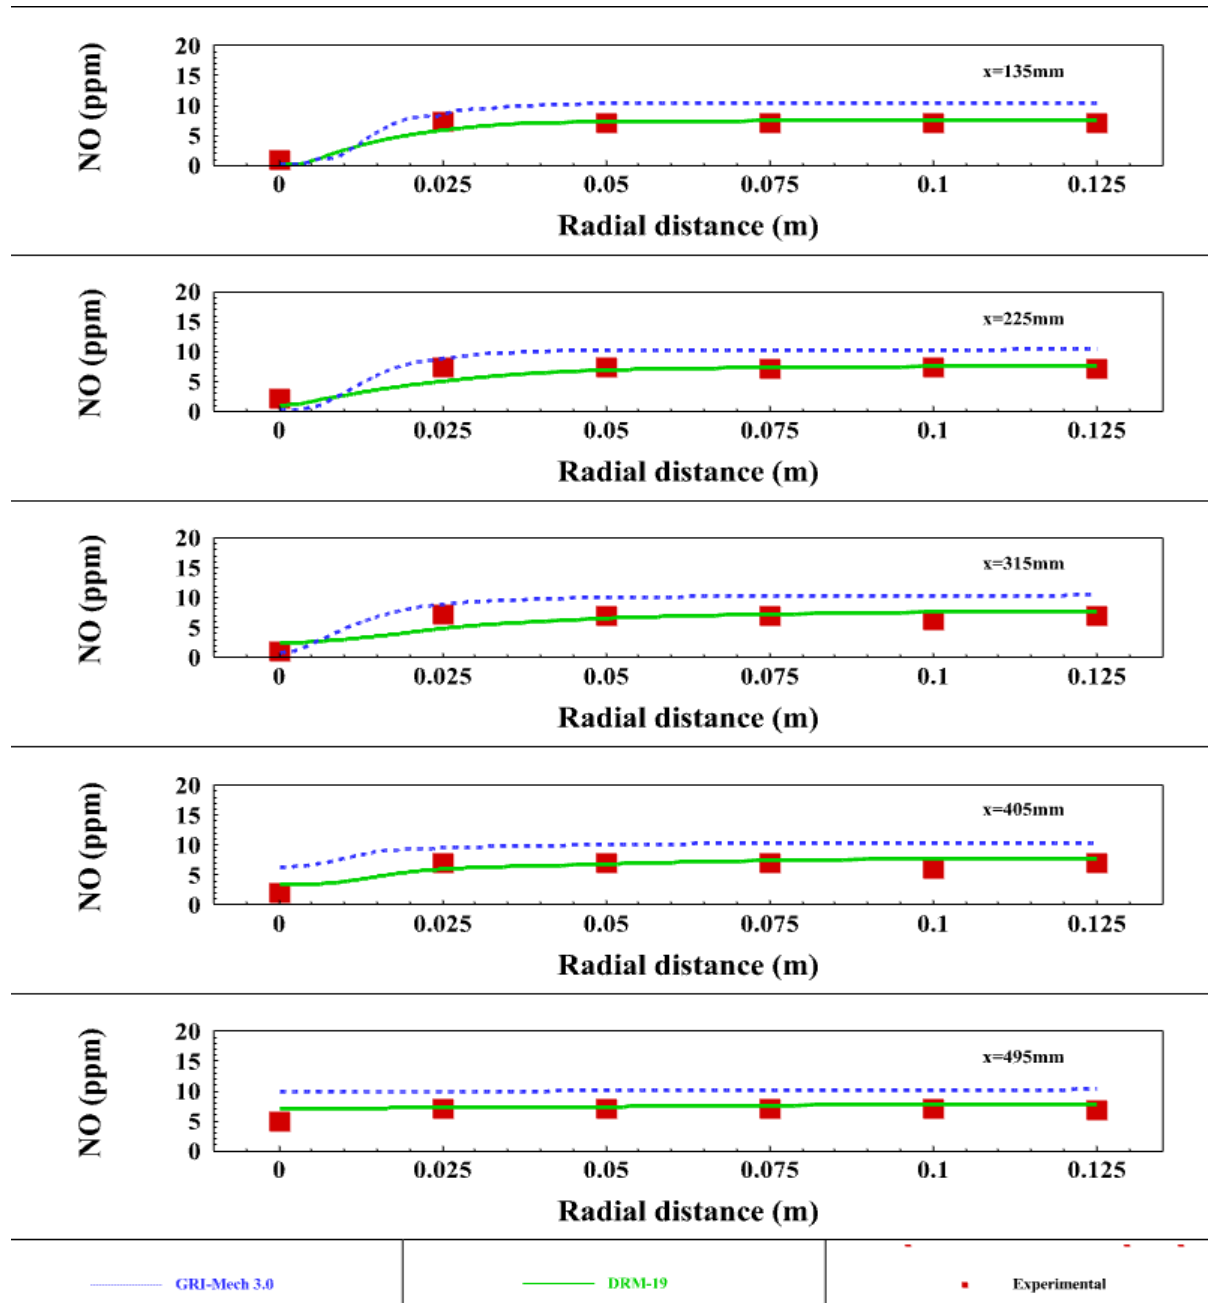 20
15
10
5
0
NO (ppm)
x=135mm
0 0.025 0.05 0.075 0.1 0.125
Radial distance (m)
20
15
10
5
0
NO (ppm)
x=225mm
0 0.025 0.05 0.075 0.1 0.125
Radial distance (m)
20
15
10
5
0
NO (ppm)
x=315mm
0 0.025 0.05 0.075 0.1 0.125
Radial distance (m)
20
15
10
5
0
NO (ppm)
x=405mm
0 0.025 0.05 0.075 0.1 0.125
Radial distance (m)
20
15
10
5
0
NO (ppm)
x=495mm
0 0.025 0.05 0.075 0.1 0.125
Radial distance (m)
GRI-Mech 3.0 DRM-19 Experimental